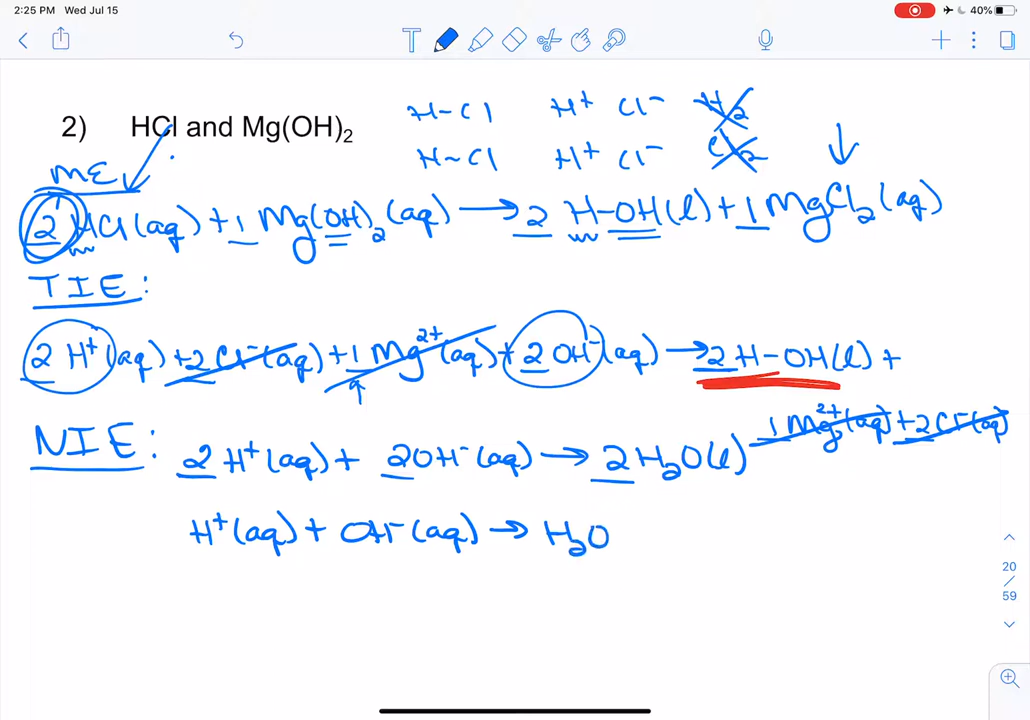 2:25 PM Wed Jul 15 40%
T
H-Cl H⁺ Cl⁻ H₂
2) HCl and Mg(OH)₂
H-Cl H⁺ Cl⁻ Cl₂
ME
2 HCl(aq) + 1 Mg(OH)₂(aq) → 2 H-OH(l) + 1 MgCl₂(aq)
TIE:
2 H⁺(aq) + 2 Cl⁻(aq) + 1 Mg²⁺(aq) + 2 OH⁻(aq) → 2 H-OH(l) +
1 Mg²⁺(aq) + 2 Cl⁻(aq)
NIE: 2 H⁺(aq) + 2OH⁻(aq) → 2 H₂O(l)
H⁺(aq) + OH⁻(aq) → H₂O
20
/
59